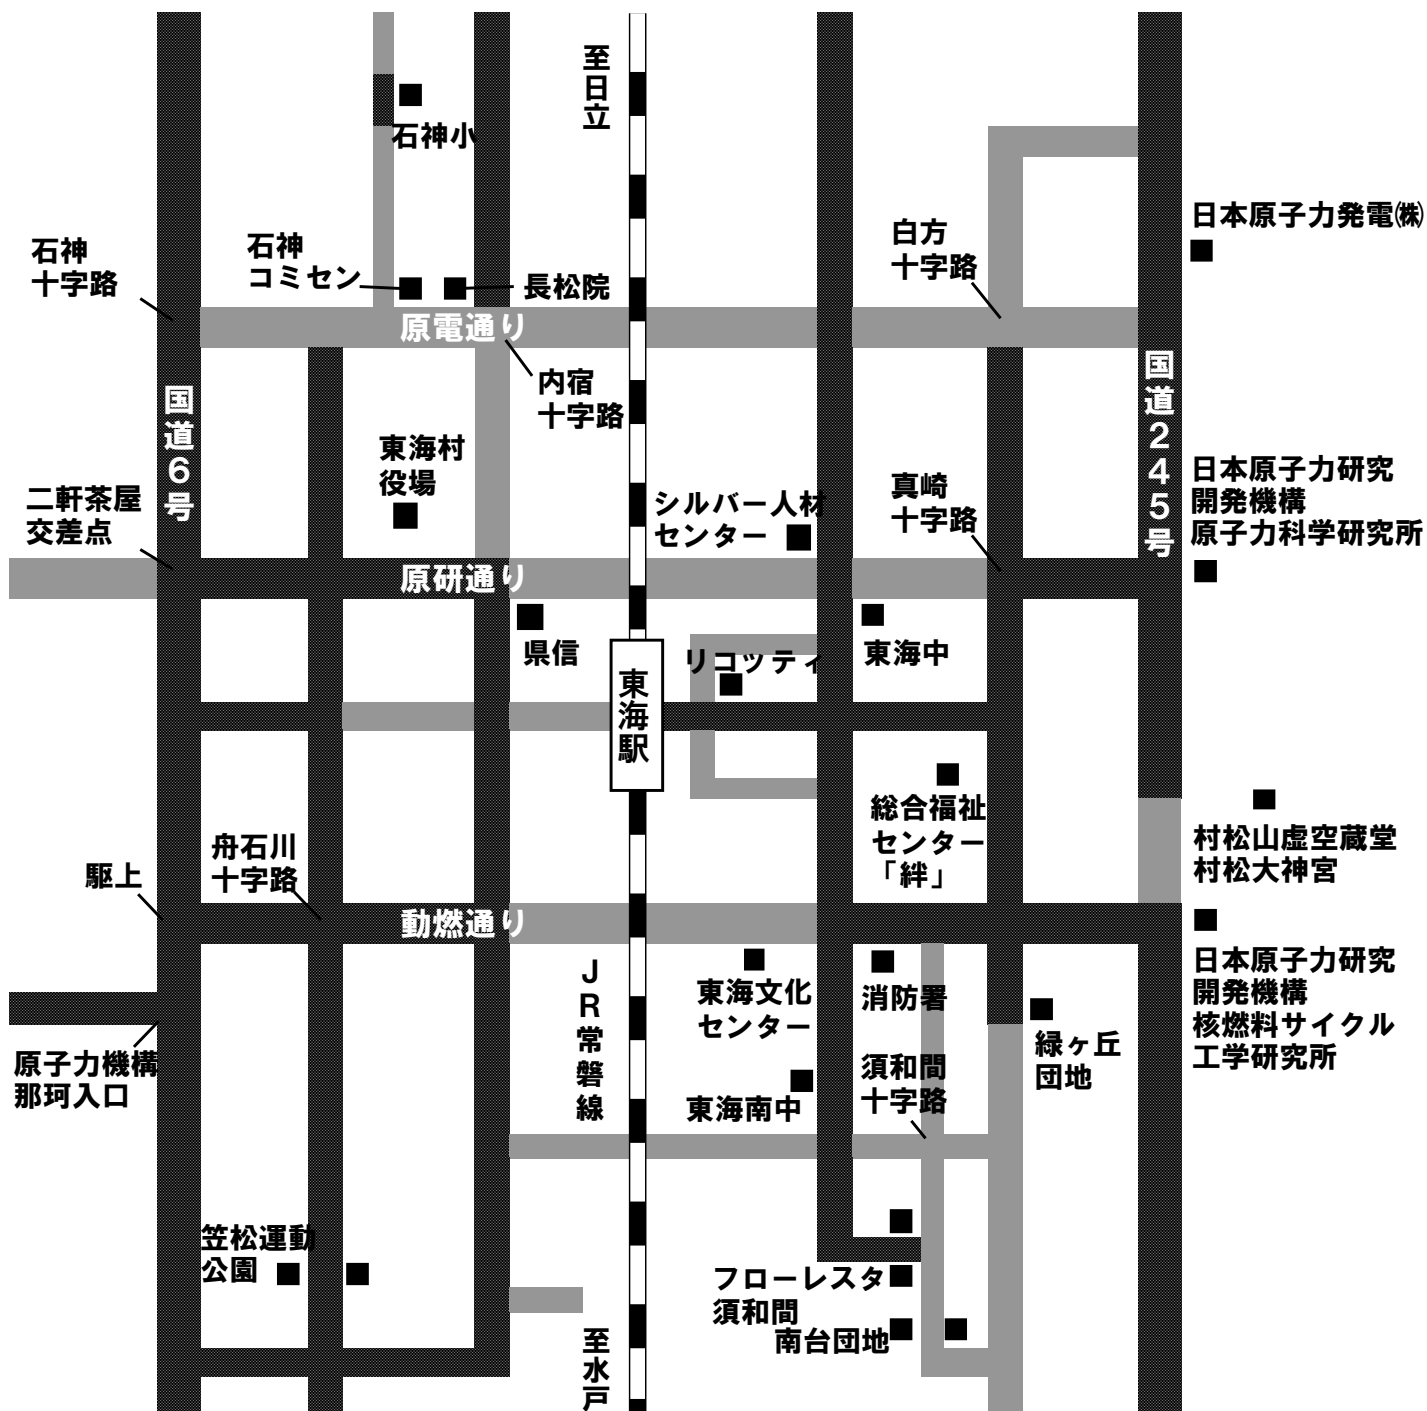 至日立
石神小
日本原子力発電㈱
石神
十字路
石神
コミセン
長松院
白方
十字路
原電通り
内宿
十字路
国道6号
国道245号
東海村
役場
二軒茶屋
交差点
シルバー人材
センター
真崎
十字路
日本原子力研究
開発機構
原子力科学研究所
原研通り
県信
リコッティ
東海中
東海駅
総合福祉
センター
「絆」
村松山虚空蔵堂
村松大神宮
駆上
舟石川
十字路
動燃通り
JR常磐線
東海文化
センター
消防署
日本原子力研究
開発機構
核燃料サイクル
工学研究所
原子力機構
那珂入口
緑ヶ丘
団地
須和間
十字路
東海南中
笠松運動
公園
フローレスタ
須和間
南台団地
至水戸